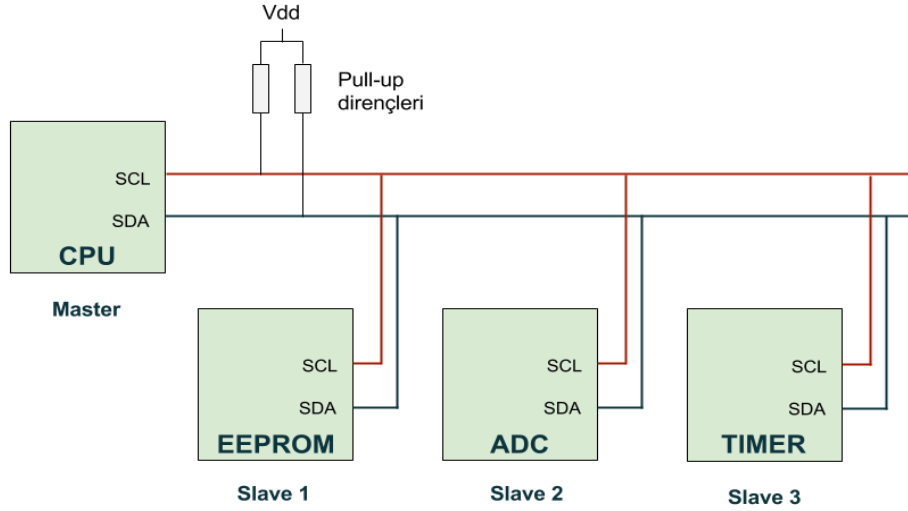 Vdd
Pull-up
dirençleri
SCL
SDA
CPU
Master
SCL
SDA
EEPROM
Slave 1
SCL
SDA
ADC
Slave 2
SCL
SDA
TIMER
Slave 3